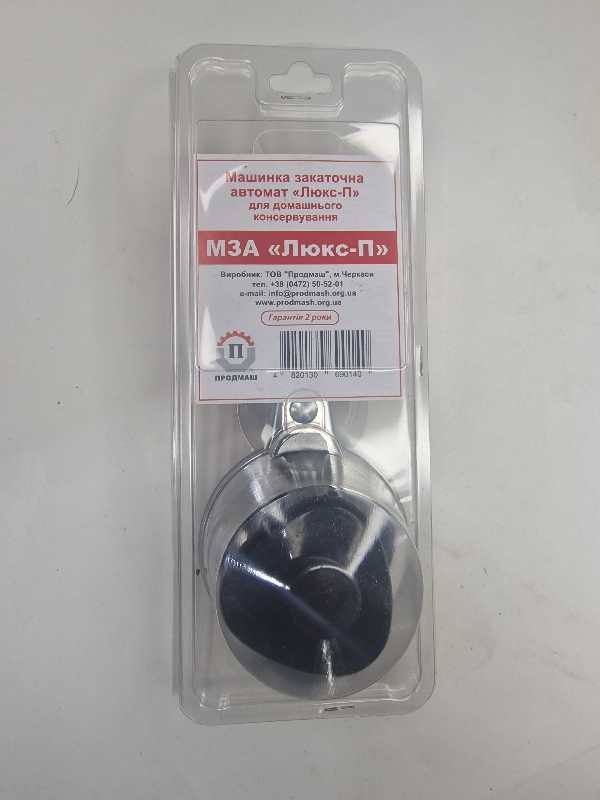 Машинка закаточна
автомат «Люкс-П»
для домашнього
консервування
МЗА «Люкс-П»
Виробник: ТОВ "Продмаш", м.Черкаси
тел. +38 (0472) 50-52-01
e-mail: info@prodmash.org.ua
www.prodmash.org.ua
Гарантія 2 роки
П
ПРОДМАШ
4 820130 690140